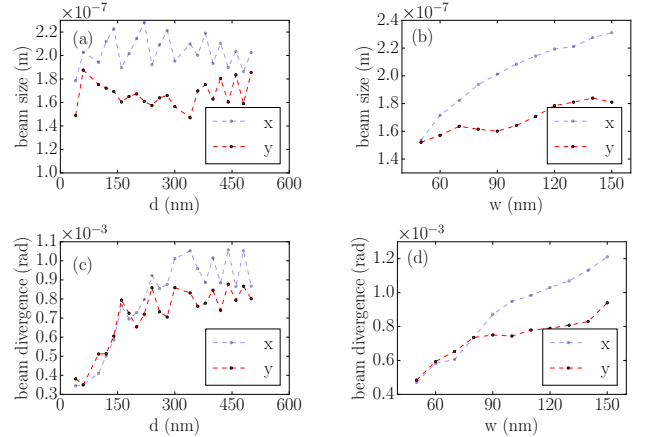 ×10⁻⁷
(a)
beam size (m)
2.2
2.0
1.8
1.6
1.4
1.2
1.0
x
y
0 150 300 450 600
d (nm)
×10⁻⁷
(b)
beam size (m)
2.2
2.0
1.8
1.6
1.4
x
y
60 90 120 150
w (nm)
×10⁻³
(c)
beam divergence (rad)
1.1
1.0
0.9
0.8
0.7
0.6
0.5
0.4
0.3
x
y
0 150 300 450 600
d (nm)
×10⁻³
(d)
beam divergence (rad)
1.2
1.0
0.8
0.6
0.4
x
y
60 90 120 150
w (nm)